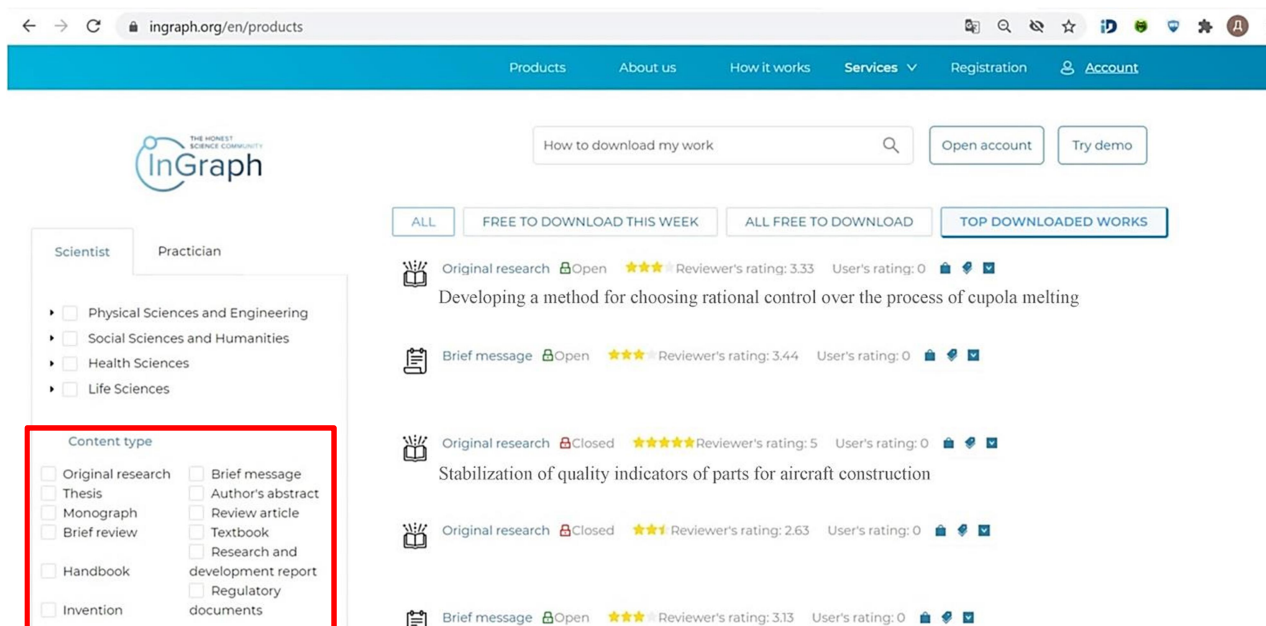 ingraph.org/en/products
Д
Products About us How it works Services Registration Account
THE HONEST
SCIENCE COMMUNITY
InGraph
How to download my work
Open account
Try demo
ALL
FREE TO DOWNLOAD THIS WEEK
ALL FREE TO DOWNLOAD
TOP DOWNLOADED WORKS
Scientist Practician
Physical Sciences and Engineering
Social Sciences and Humanities
Health Sciences
Life Sciences
Content type
Original research Brief message
Thesis Author's abstract
Monograph Review article
Brief review Textbook
Research and
Handbook development report
Regulatory
Invention documents
Original research Open Reviewer's rating: 3.33 User's rating: 0
Developing a method for choosing rational control over the process of cupola melting
Brief message Open Reviewer's rating: 3.44 User's rating: 0
Original research Closed Reviewer's rating: 5 User's rating: 0
Stabilization of quality indicators of parts for aircraft construction
Original research Closed Reviewer's rating: 2.63 User's rating: 0
Brief message Open Reviewer's rating: 3.13 User's rating: 0